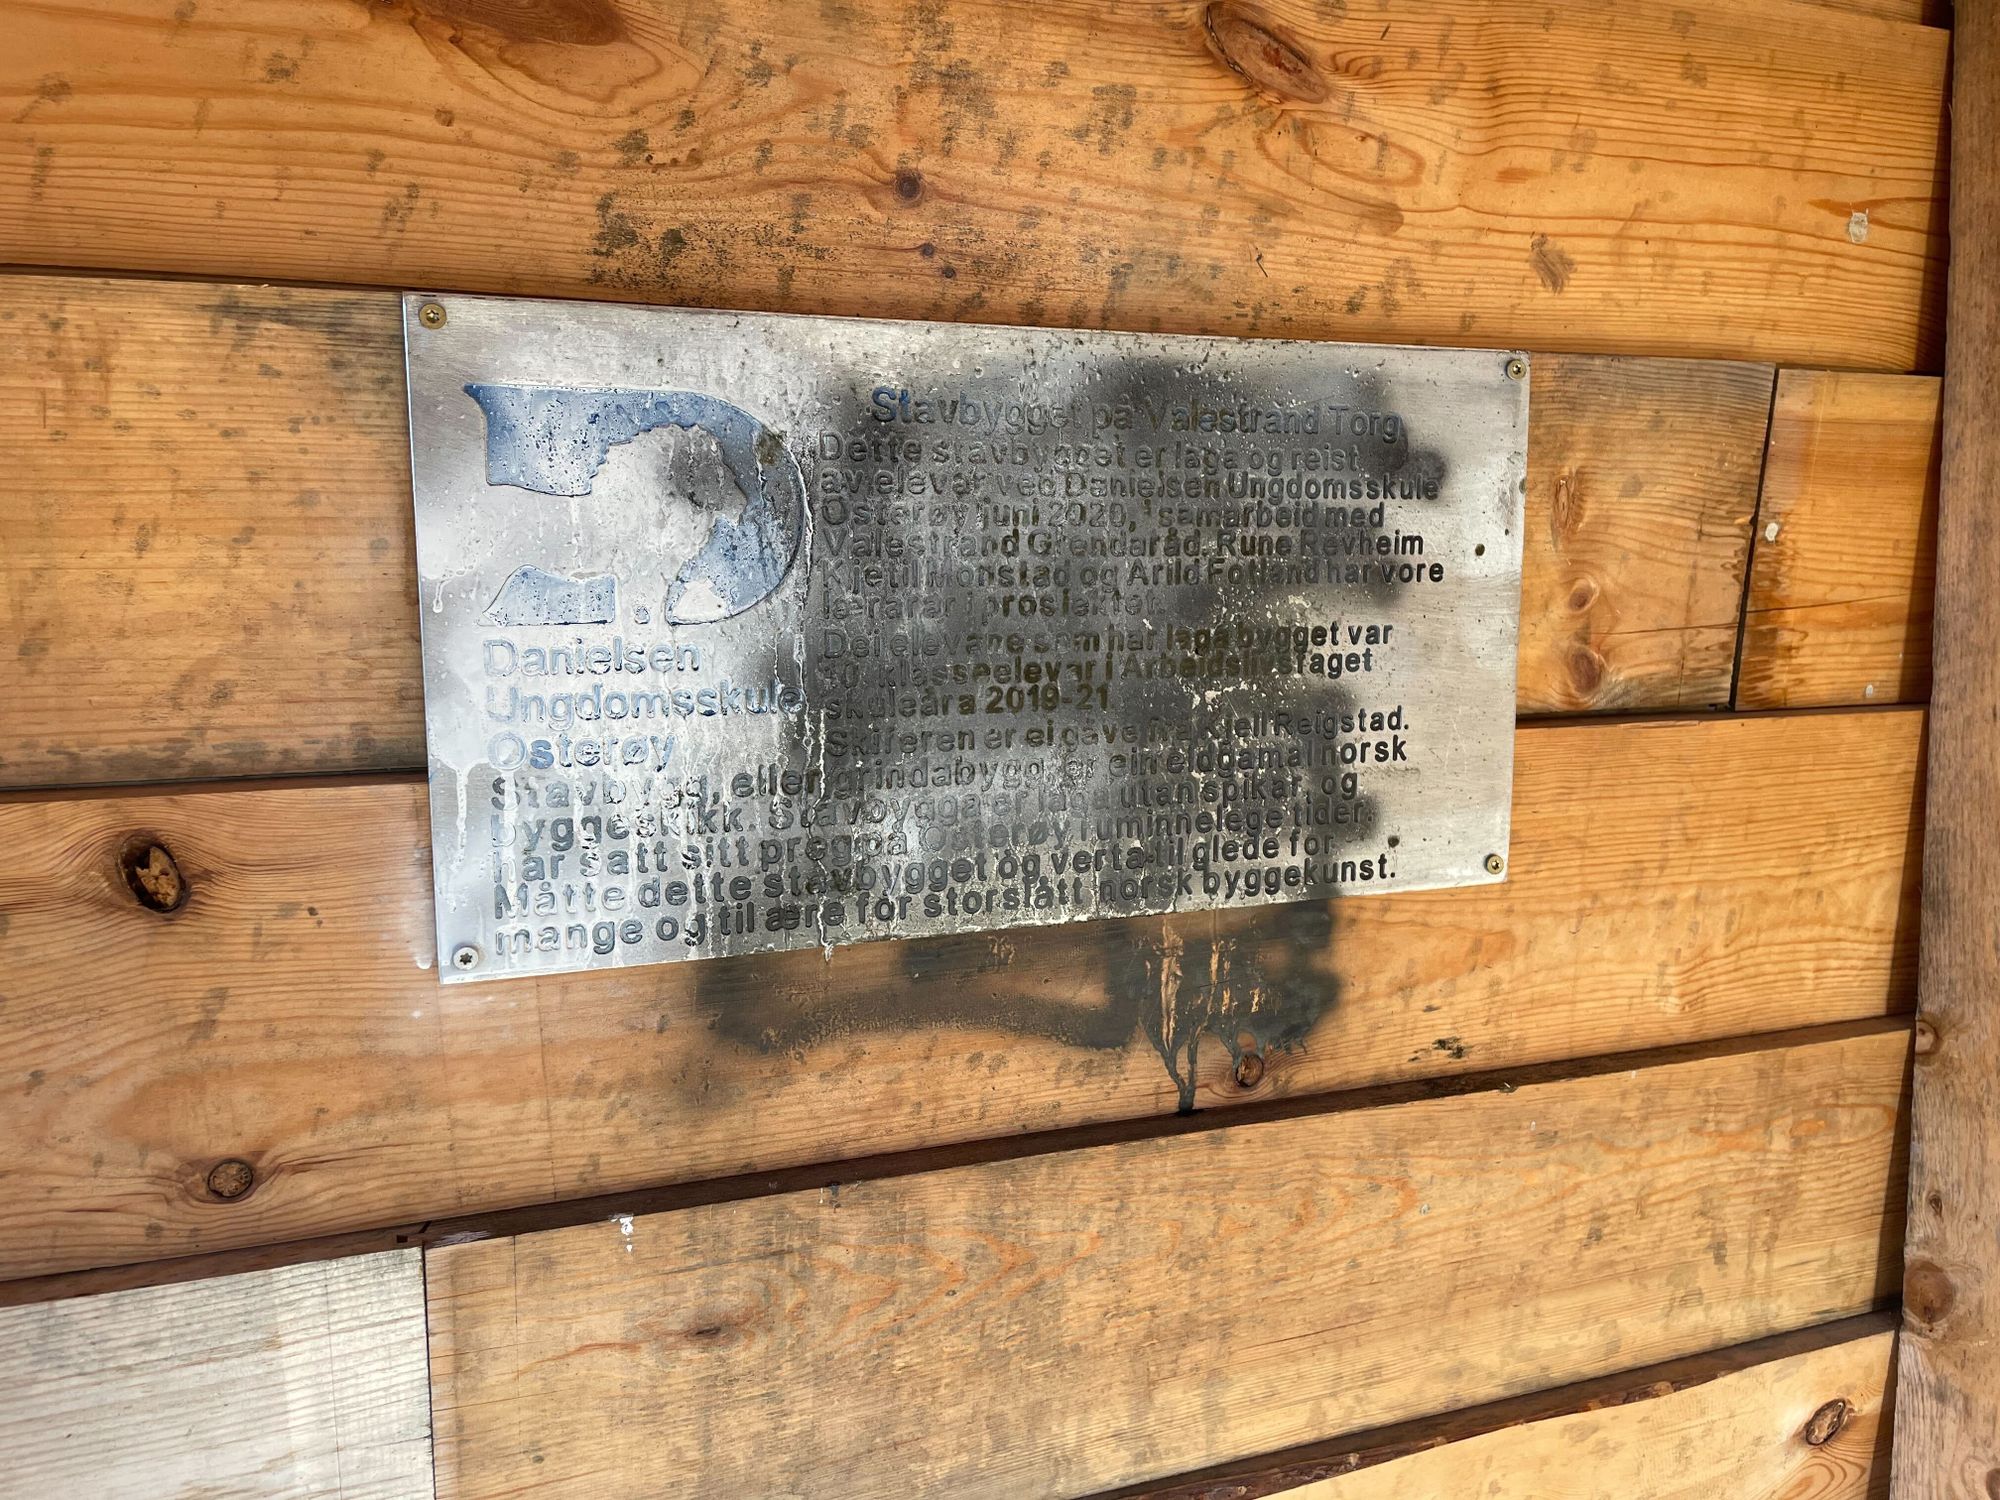 Stavbygget på Valestrand Torg
Dette stavbygget er laga og reist
av elevar ved Danielsen Ungdomsskule
Osterøy juni 2020, i samarbeid med
Valestrand Grendaråd. Rune Revheim
Kjetil Monstad og Arild Fotland har vore
lærarar i prosjektet.
Dei elevane som har laga bygget var
10. klasseelevar i Arbeidslivsfaget
skuleåra 2019-21
Skiferen er ei gåve fra Kjell Reigstad.
Danielsen
Ungdomsskule
Osterøy
Stavbygg, eller grindabygg, er ein eldgamal norsk
byggeskikk. Stavbygga er laga utan spikar, og
har satt sitt preg på Osterøy i uminnelege tider.
Måtte dette stavbygget og verta til glede for
mange og til ære for storslått norsk byggekunst.